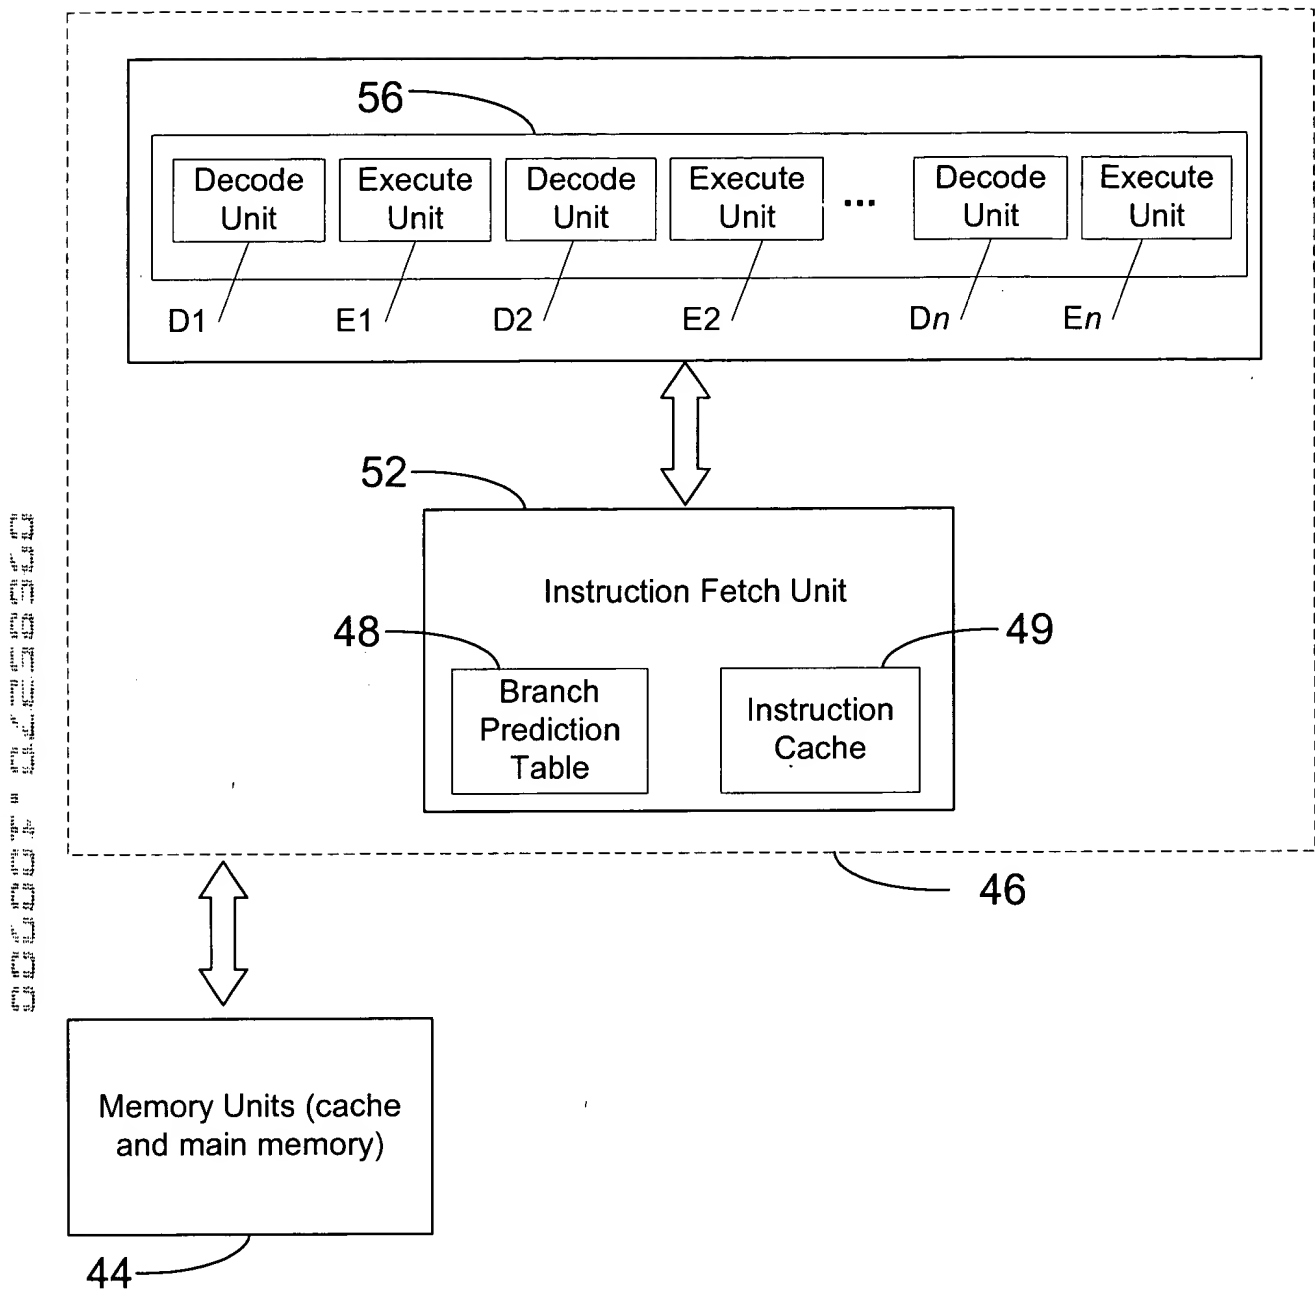 56
Decode Unit
Execute Unit
Decode Unit
Execute Unit
...
Decode Unit
Execute Unit
D1
E1
D2
E2
Dn
En
52
Instruction Fetch Unit
48
49
Branch
Prediction
Table
Instruction
Cache
46
Memory Units (cache
and main memory)
44